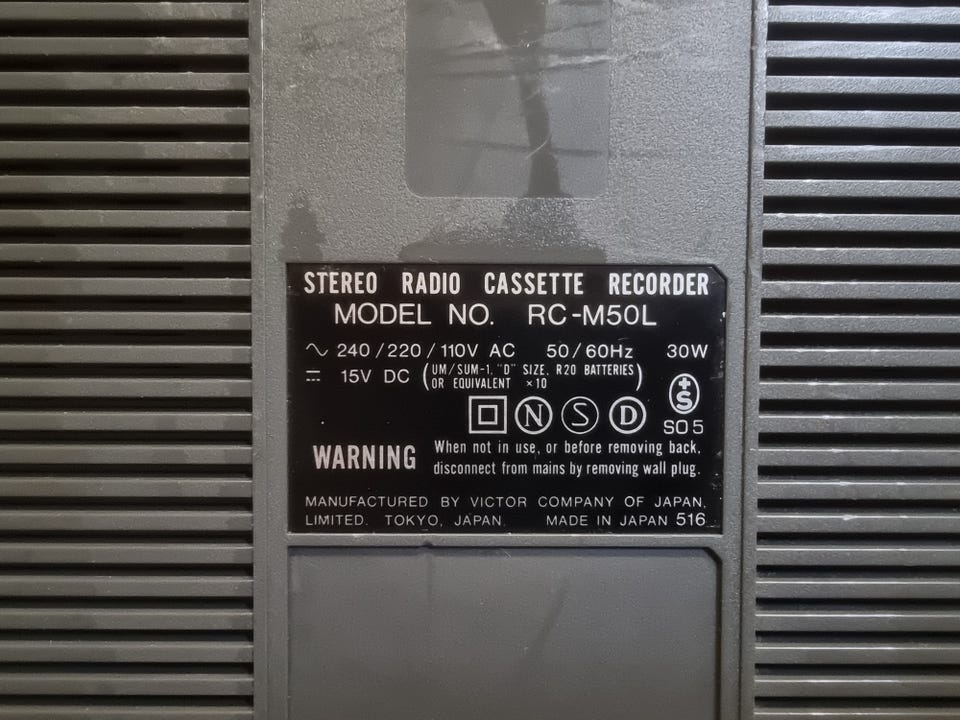 STEREO RADIO CASSETTE RECORDER
MODEL NO. RC-M50L
∿ 240/220/110V AC 50/60Hz 30W
⎓ 15V DC (UM/SUM-1, "D" SIZE, R20 BATTERIES
OR EQUIVALENT ×10)
+S
N S D
SO5
WARNING When not in use, or before removing back,
disconnect from mains by removing wall plug.
MANUFACTURED BY VICTOR COMPANY OF JAPAN,
LIMITED. TOKYO, JAPAN. MADE IN JAPAN 516